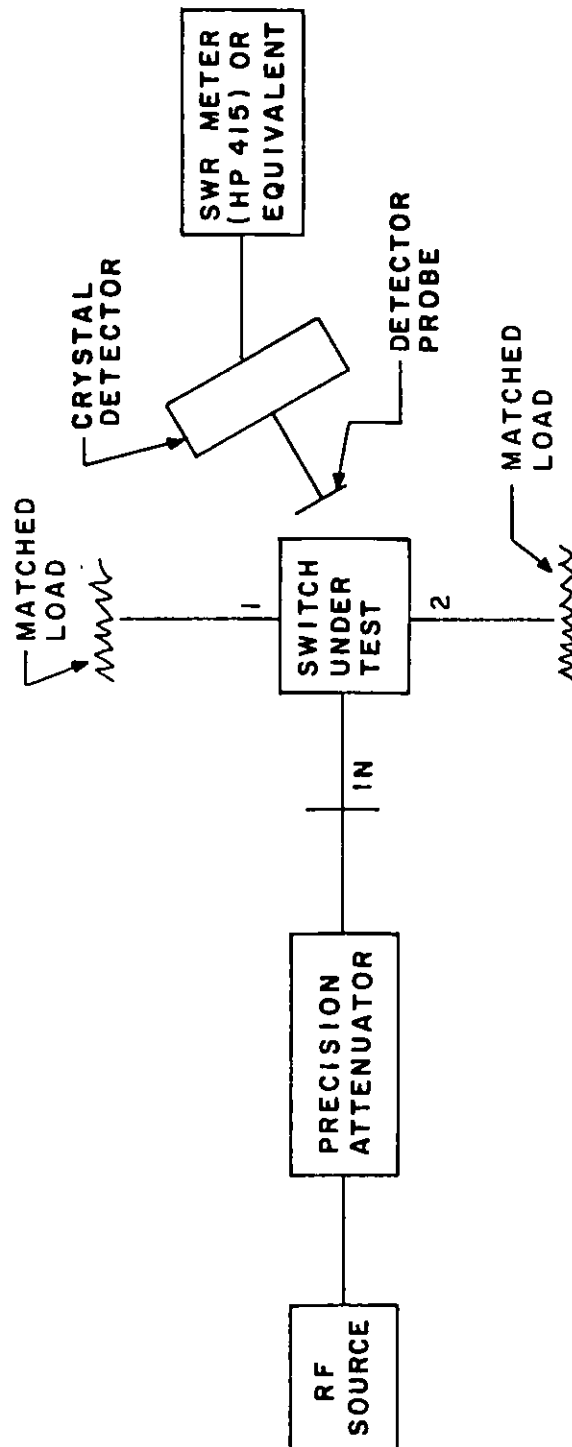 RF
SOURCE
PRECISION
ATTENUATOR
IN
SWITCH
UNDER
TEST
1
2
MATCHED
LOAD
MATCHED
LOAD
CRYSTAL
DETECTOR
DETECTOR
PROBE
SWR METER
(HP 415) OR
EQUIVALENT